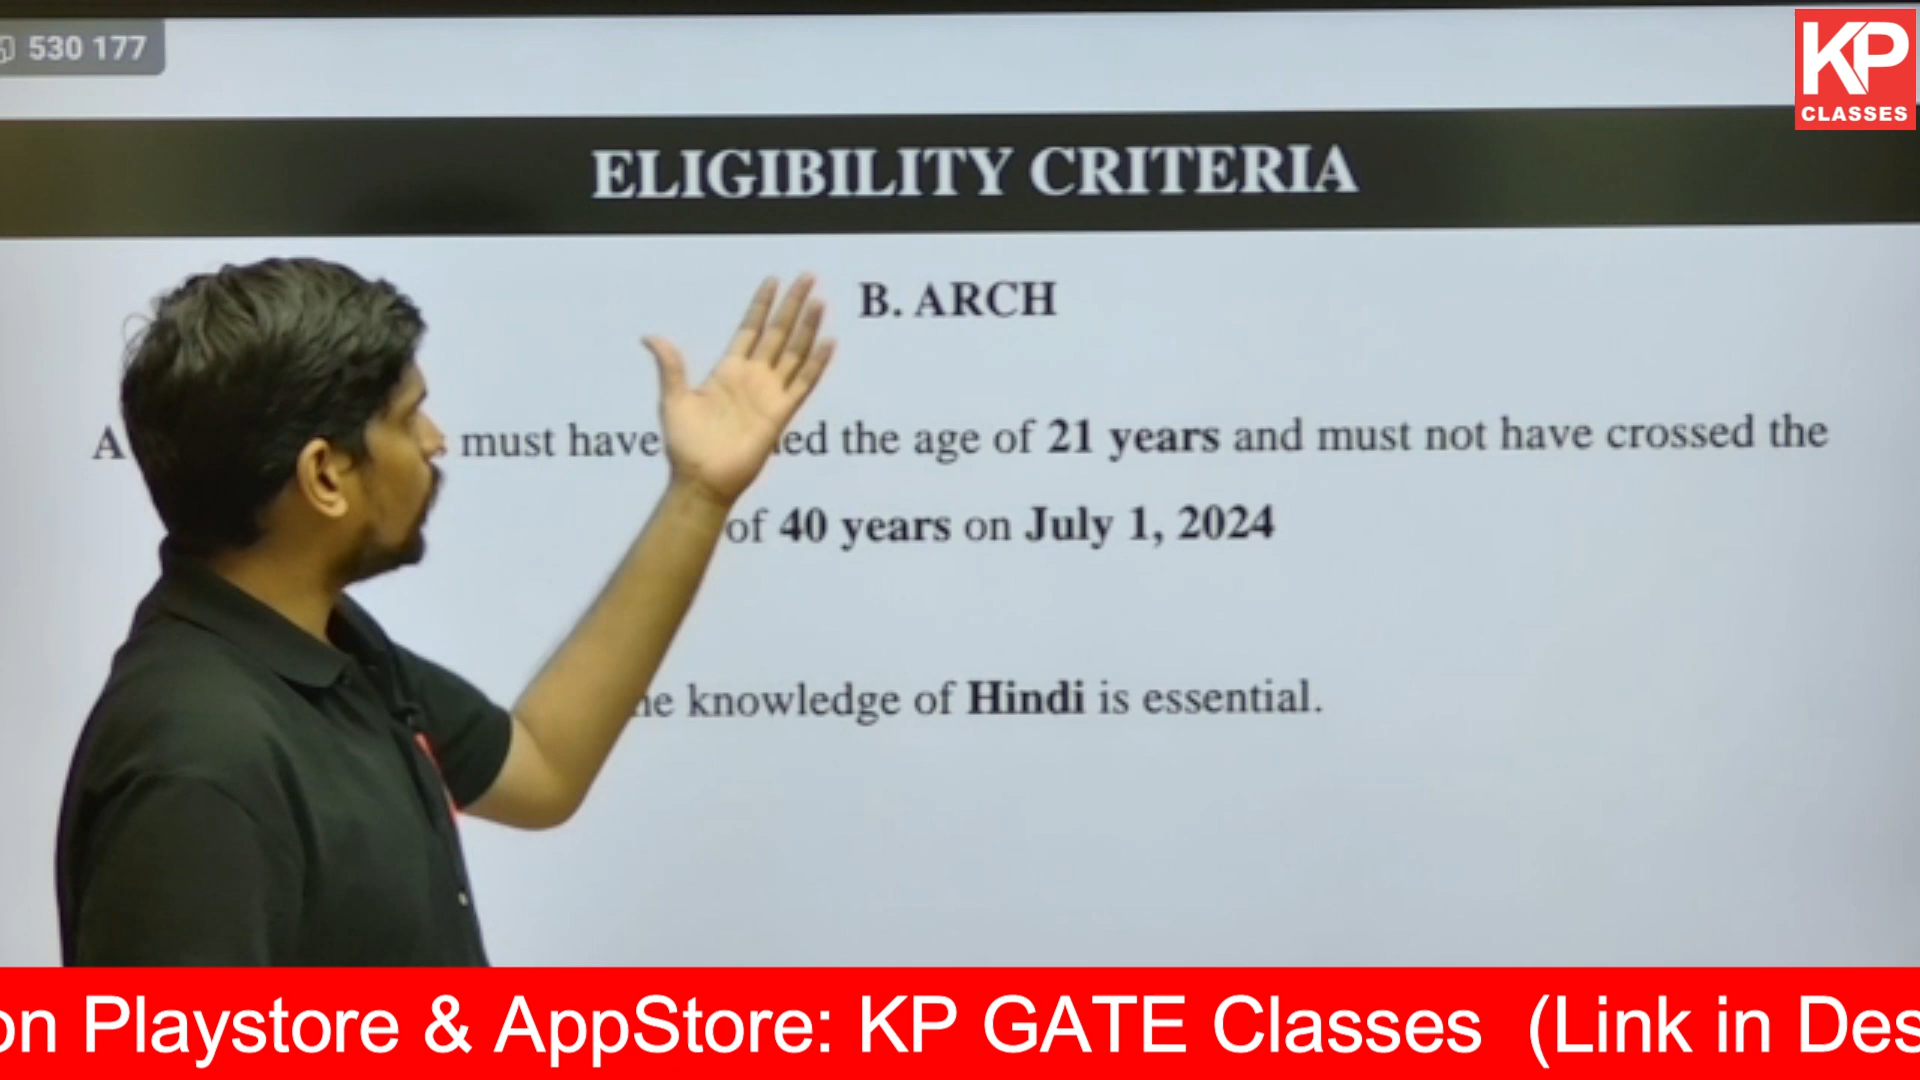 530 177
KP
CLASSES
ELIGIBILITY CRITERIA
B. ARCH
must have the age of 21 years and must not have crossed the
of 40 years on July 1, 2024
knowledge of Hindi is essential.
on Playstore & AppStore: KP GATE Classes (Link in Des